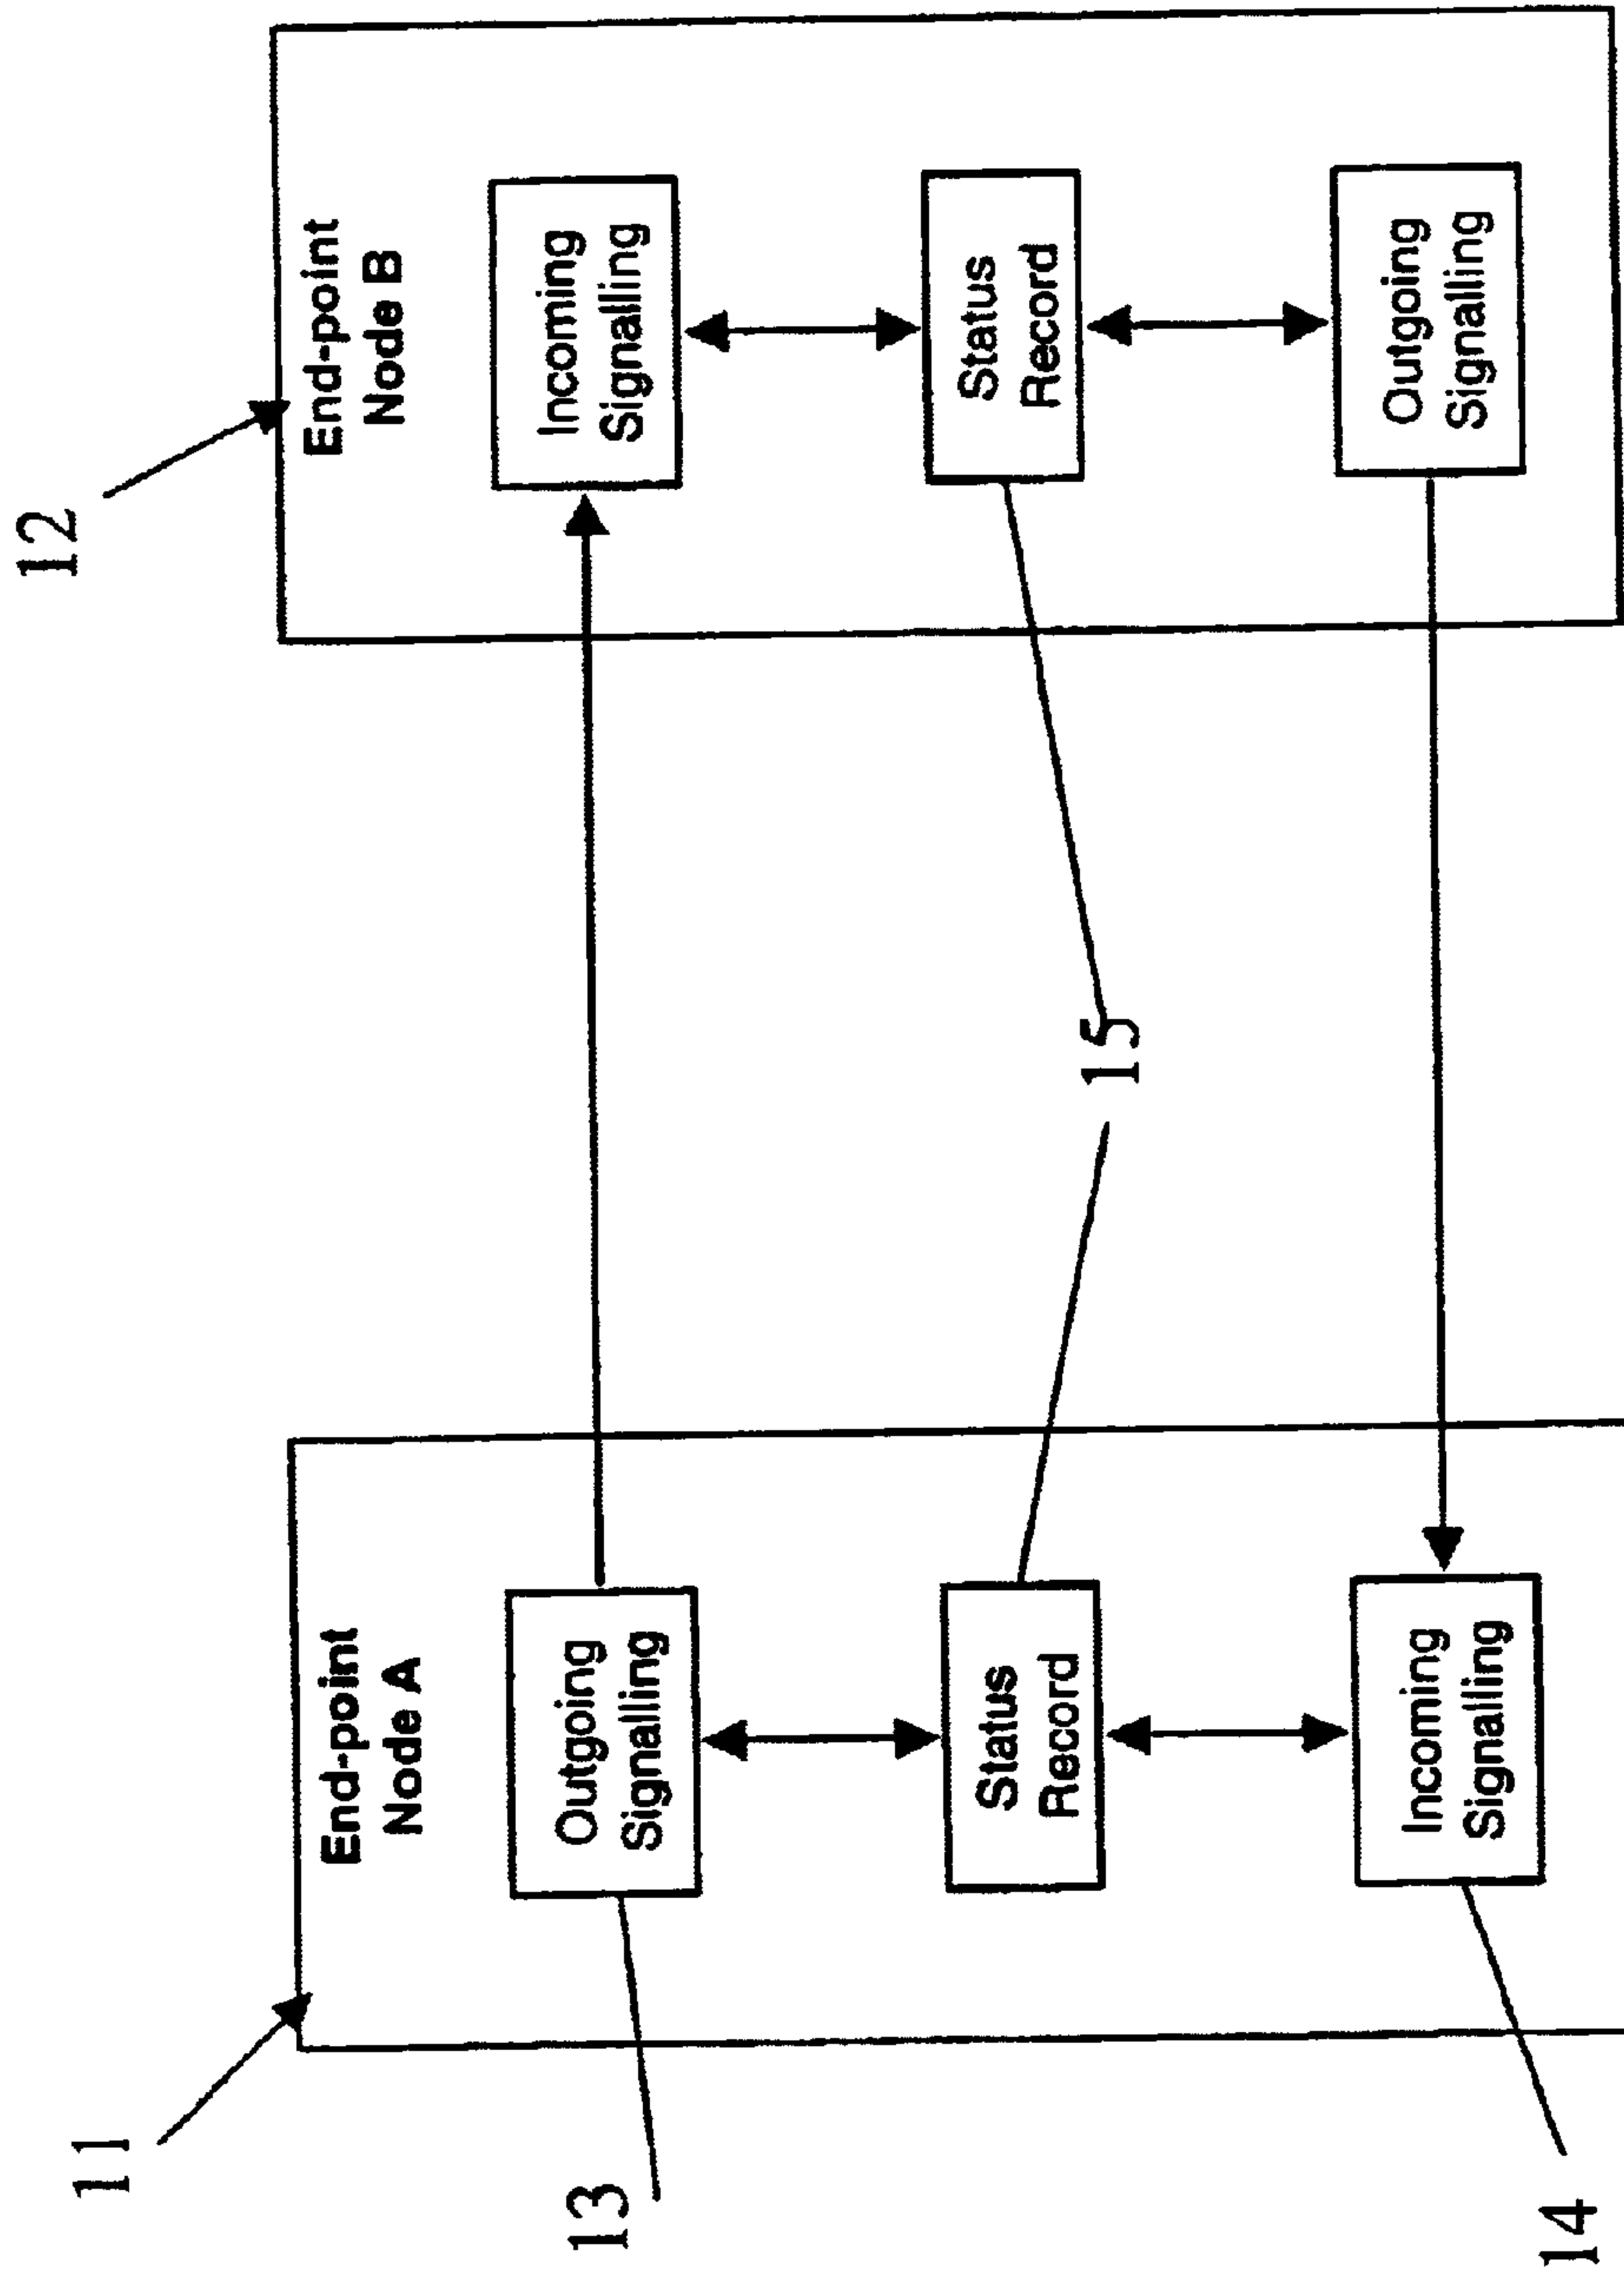 11
12
End-point
Node A
End-point
Node B
13
Outgoing
Signalling
Incoming
Signalling
Status
Record
15
Status
Record
14
Incoming
Signalling
Outgoing
Signalling